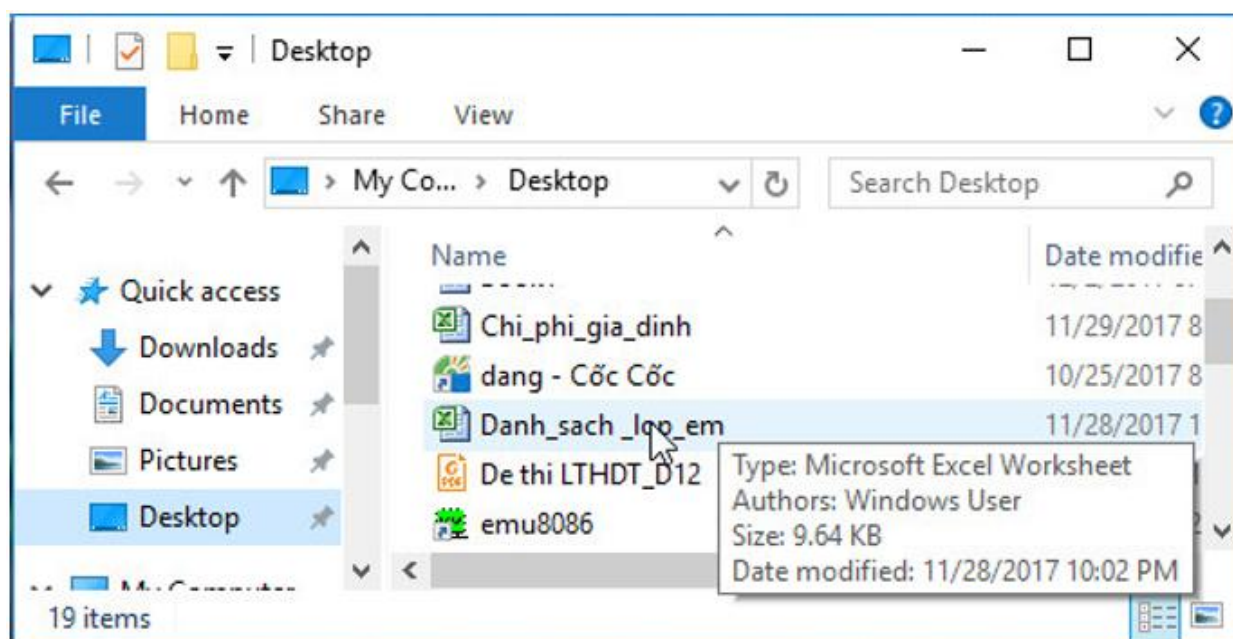 Desktop
File Home Share View
My Co... Desktop Search Desktop
Name Date modifie
Quick access
Chi_phi_gia_dinh 11/29/2017 8
Downloads
dang - Cốc Cốc 10/25/2017 8
Documents
Danh_sach _lop_em 11/28/2017 1
Pictures
De thi LTHDT_D12
Desktop
emu8086
Type: Microsoft Excel Worksheet
Authors: Windows User
Size: 9.64 KB
Date modified: 11/28/2017 10:02 PM
19 items